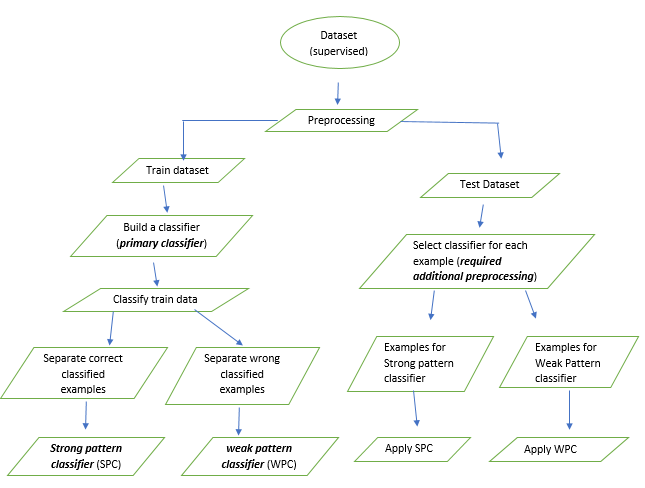 Dataset
(supervised)
Preprocessing
Train dataset
Test Dataset
Build a classifier
(primary classifier)
Select classifier for each
example (required
additional preprocessing)
Classify train data
Separate correct
classified
examples
Separate wrong
classified
examples
Examples for
Strong pattern
classifier
Examples for
Weak Pattern
classifier
Strong pattern
classifier (SPC)
weak pattern
classifier (WPC)
Apply SPC
Apply WPC